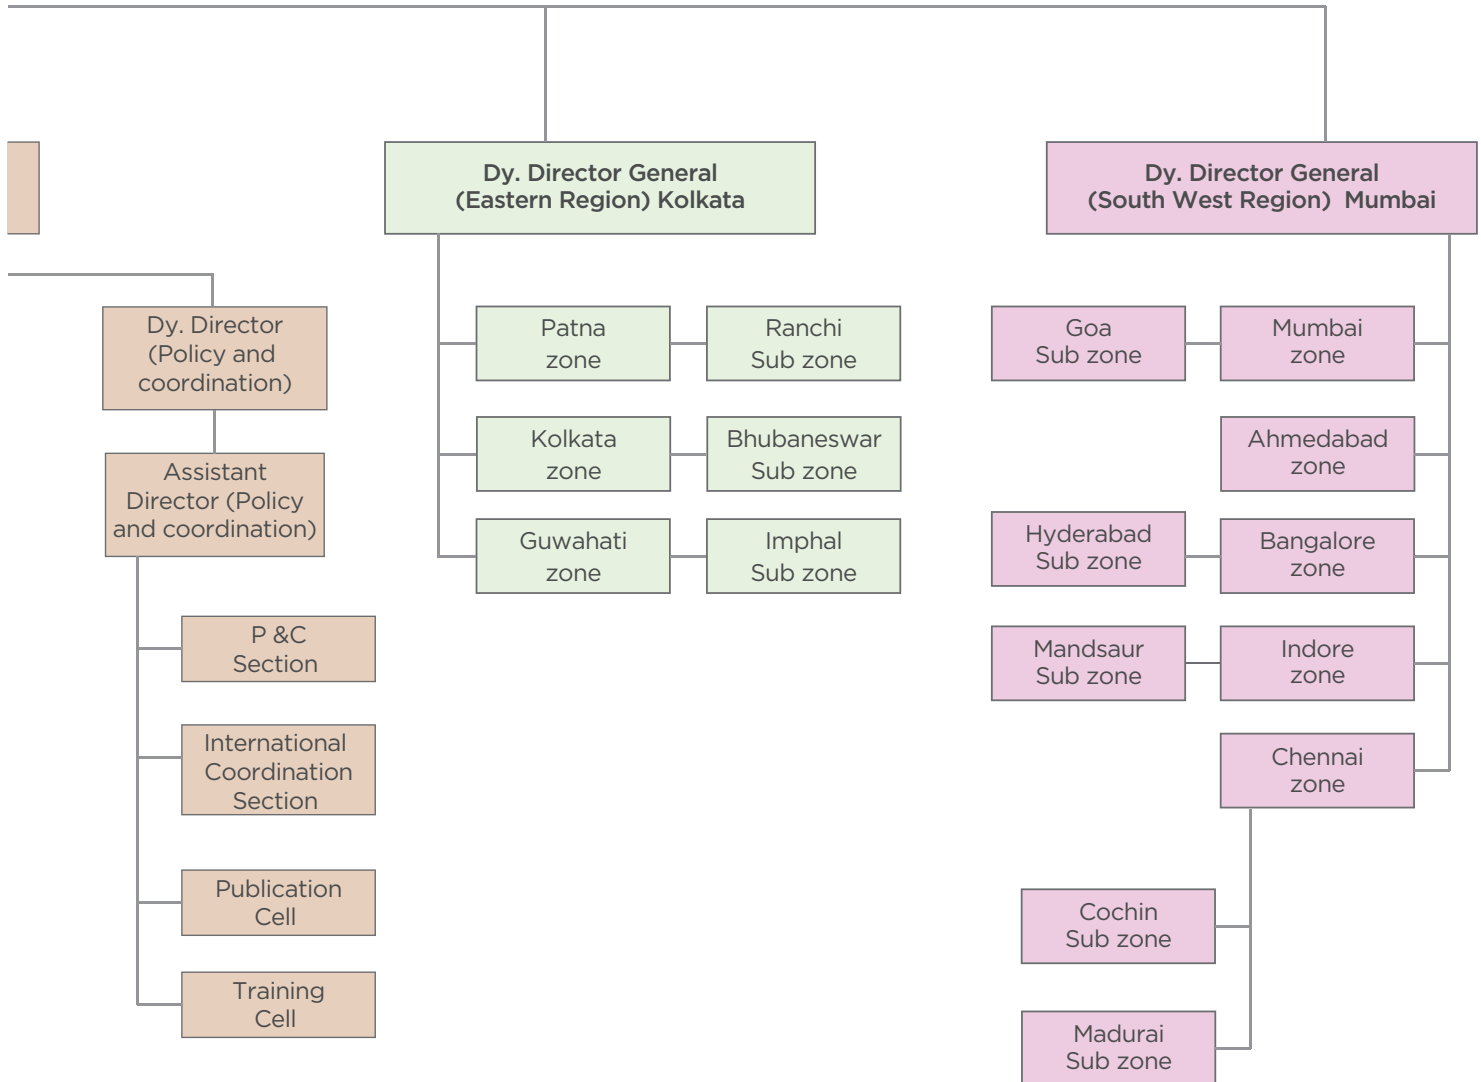 Dy. Director General
(Eastern Region) Kolkata
Dy. Director General
(South West Region) Mumbai
Dy. Director
(Policy and
coordination)
Assistant
Director (Policy
and coordination)
P &C
Section
International
Coordination
Section
Publication
Cell
Training
Cell
Patna
zone
Ranchi
Sub zone
Kolkata
zone
Bhubaneswar
Sub zone
Guwahati
zone
Imphal
Sub zone
Goa
Sub zone
Mumbai
zone
Ahmedabad
zone
Hyderabad
Sub zone
Bangalore
zone
Mandsaur
Sub zone
Indore
zone
Chennai
zone
Cochin
Sub zone
Madurai
Sub zone